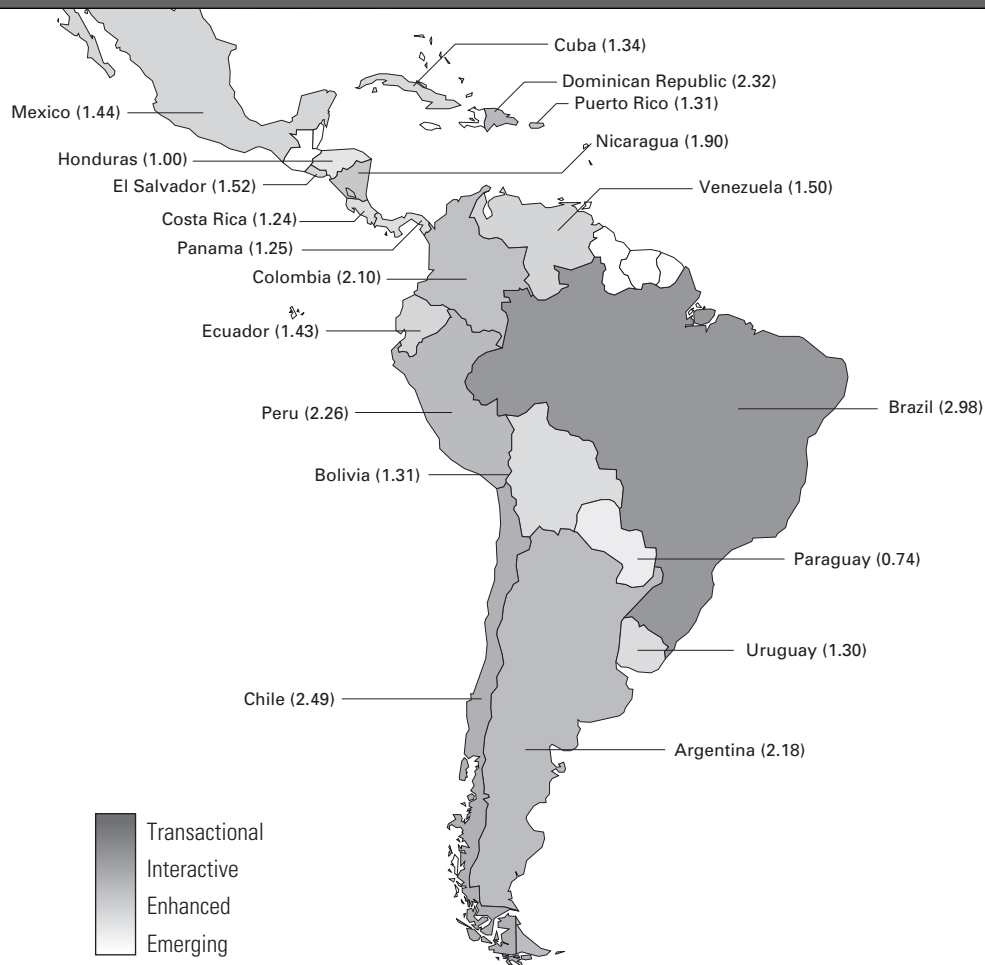 Cuba (1.34)
Dominican Republic (2.32)
Puerto Rico (1.31)
Mexico (1.44)
Nicaragua (1.90)
Honduras (1.00)
El Salvador (1.52)
Venezuela (1.50)
Costa Rica (1.24)
Panama (1.25)
Colombia (2.10)
Ecuador (1.43)
Peru (2.26)
Brazil (2.98)
Bolivia (1.31)
Paraguay (0.74)
Uruguay (1.30)
Chile (2.49)
Argentina (2.18)
Transactional
Interactive
Enhanced
Emerging